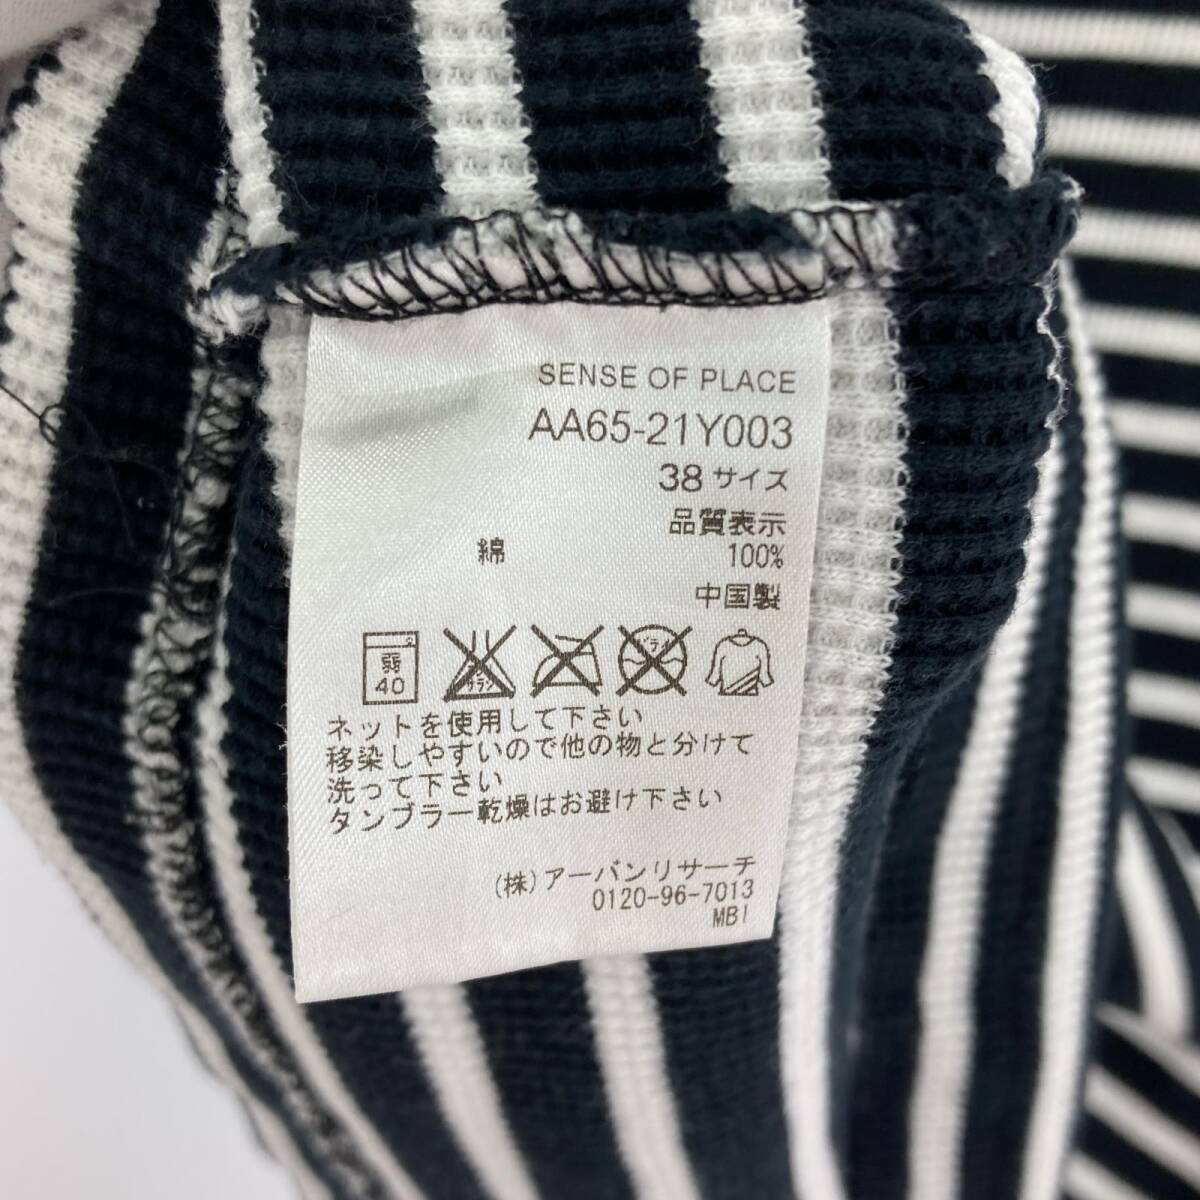 SENSE OF PLACE
AA65-21Y003
38 サイズ
品質表示
綿 100%
中国製
弱
40
ネットを使用して下さい
移染しやすいので他の物と分けて
洗って下さい
タンブラー乾燥はお避け下さい
(株)アーバンリサーチ
0120-96-7013
MBI